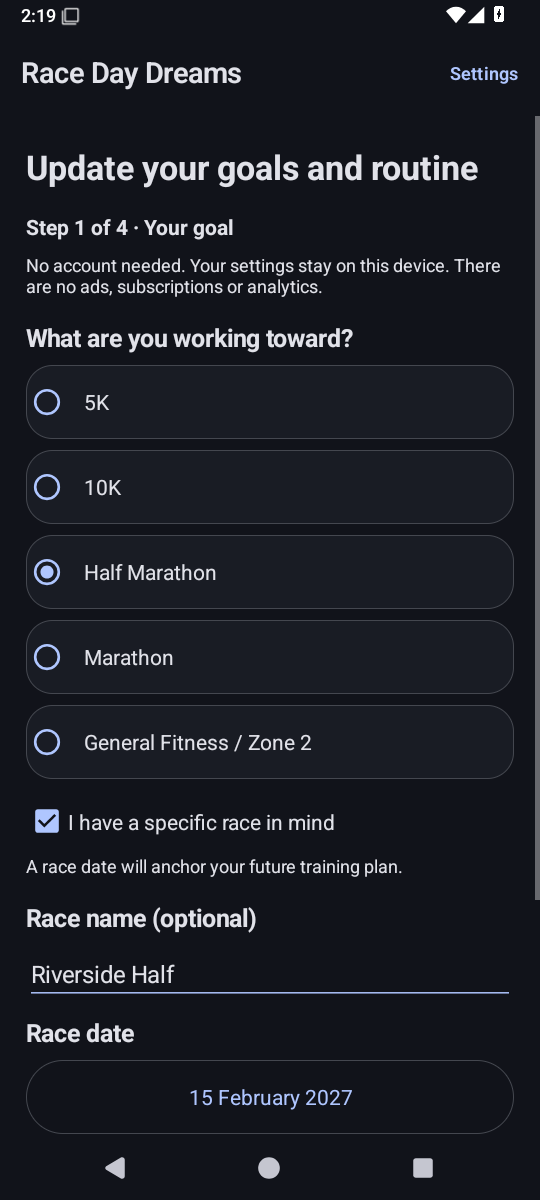 2:19
Race Day Dreams
Settings
Update your goals and routine
Step 1 of 4 · Your goal
No account needed. Your settings stay on this device. There
are no ads, subscriptions or analytics.
What are you working toward?
5K
10K
Half Marathon
Marathon
General Fitness / Zone 2
I have a specific race in mind
A race date will anchor your future training plan.
Race name (optional)
Riverside Half
Race date
15 February 2027